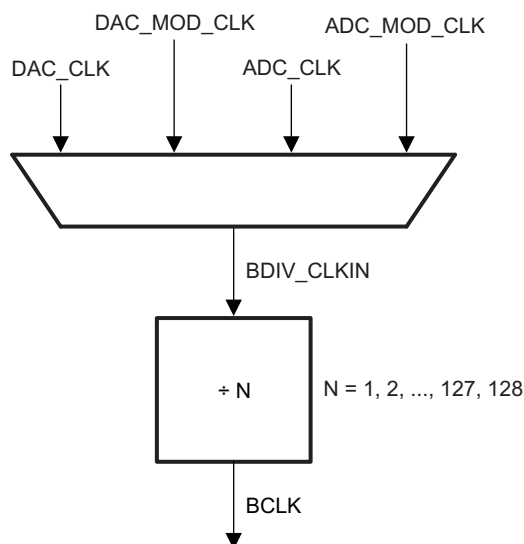 DAC_MOD_CLK
ADC_MOD_CLK
DAC_CLK
ADC_CLK
BDIV_CLKIN
÷ N
N = 1, 2, ..., 127, 128
BCLK